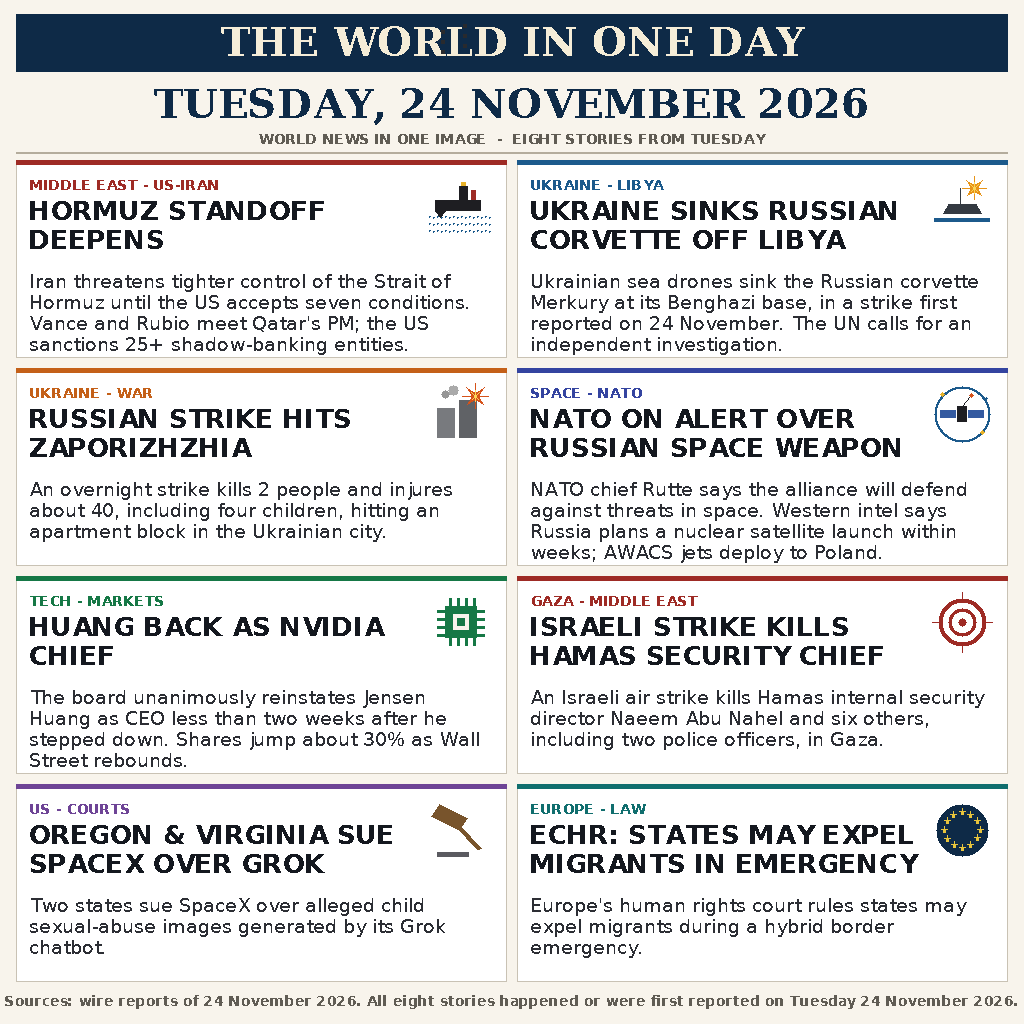 THE WORLD IN ONE DAY
TUESDAY, 24 NOVEMBER 2026
WORLD NEWS IN ONE IMAGE - EIGHT STORIES FROM TUESDAY
MIDDLE EAST - US-IRAN
HORMUZ STANDOFF
DEEPENS
Iran threatens tighter control of the Strait of
Hormuz until the US accepts seven conditions.
Vance and Rubio meet Qatar's PM; the US
sanctions 25+ shadow-banking entities.
UKRAINE - LIBYA
UKRAINE SINKS RUSSIAN
CORVETTE OFF LIBYA
Ukrainian sea drones sink the Russian corvette
Merkury at its Benghazi base, in a strike first
reported on 24 November. The UN calls for an
independent investigation.
UKRAINE - WAR
RUSSIAN STRIKE HITS
ZAPORIZHZHIA
An overnight strike kills 2 people and injures
about 40, including four children, hitting an
apartment block in the Ukrainian city.
SPACE - NATO
NATO ON ALERT OVER
RUSSIAN SPACE WEAPON
NATO chief Rutte says the alliance will defend
against threats in space. Western intel says
Russia plans a nuclear satellite launch within
weeks; AWACS jets deploy to Poland.
TECH - MARKETS
HUANG BACK AS NVIDIA
CHIEF
The board unanimously reinstates Jensen
Huang as CEO less than two weeks after he
stepped down. Shares jump about 30% as Wall
Street rebounds.
GAZA - MIDDLE EAST
ISRAELI STRIKE KILLS
HAMAS SECURITY CHIEF
An Israeli air strike kills Hamas internal security
director Naeem Abu Nahel and six others,
including two police officers, in Gaza.
US - COURTS
OREGON & VIRGINIA SUE
SPACEX OVER GROK
Two states sue SpaceX over alleged child
sexual-abuse images generated by its Grok
chatbot.
EUROPE - LAW
ECHR: STATES MAY EXPEL
MIGRANTS IN EMERGENCY
Europe's human rights court rules states may
expel migrants during a hybrid border
emergency.
Sources: wire reports of 24 November 2026. All eight stories happened or were first reported on Tuesday 24 November 2026.